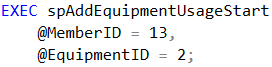 EXEC spAddEquipmentUsageStart
@MemberID = 13,
@EquipmentID = 2;